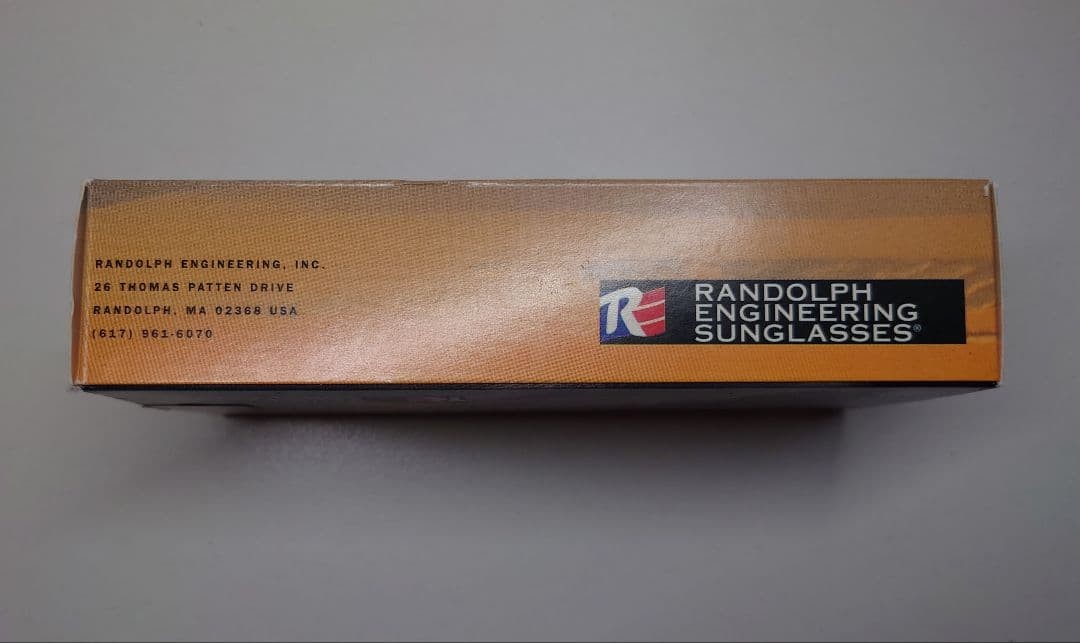 RANDOLPH ENGINEERING, INC.
26 THOMAS PATTEN DRIVE
RANDOLPH, MA 02368 USA
(617) 961-6070
R
RANDOLPH
ENGINEERING
SUNGLASSES®